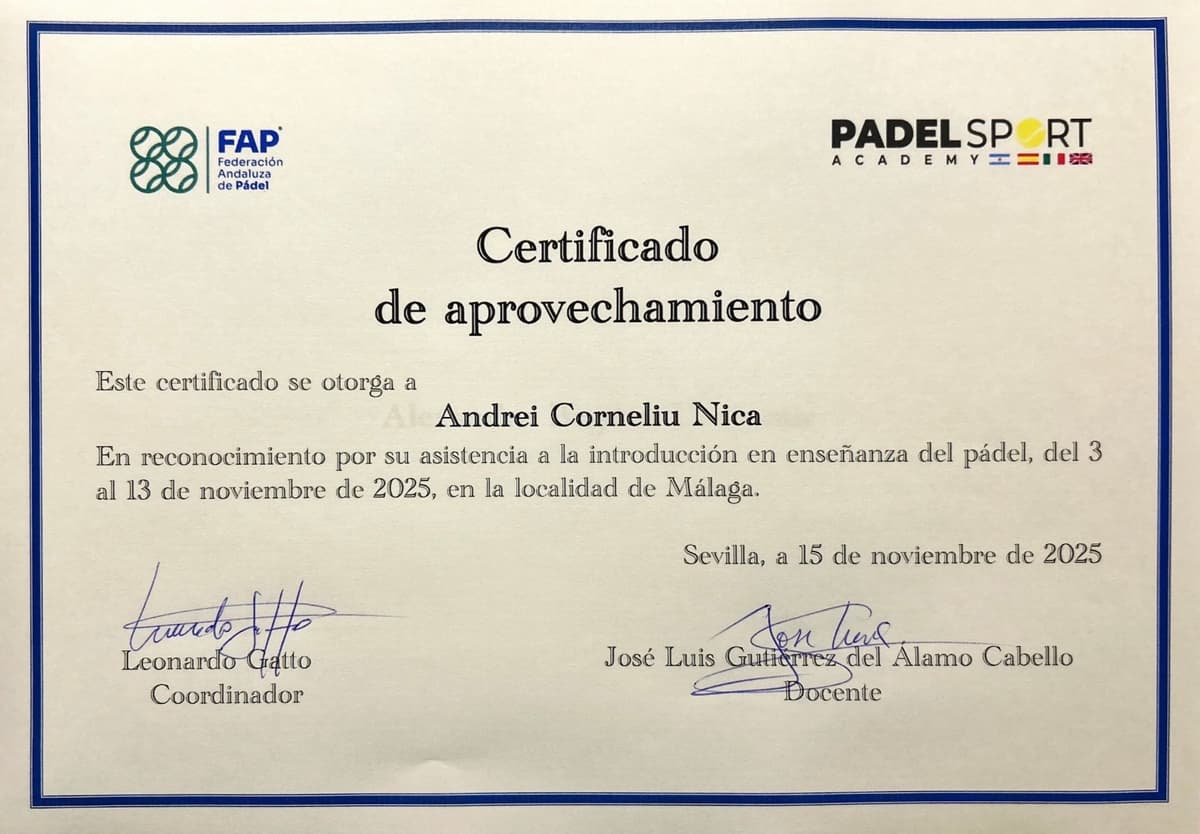 FAP
Federación
Andaluza
de Pádel
PADEL SPORT
ACADEMY
Certificado
de aprovechamiento
Este certificado se otorga a
Andrei Corneliu Nica
En reconocimiento por su asistencia a la introducción en enseñanza del pádel, del 3
al 13 de noviembre de 2025, en la localidad de Málaga.
Sevilla, a 15 de noviembre de 2025
Leonardo Gatto
Coordinador
José Luis Gutiérrez del Álamo Cabello
Docente